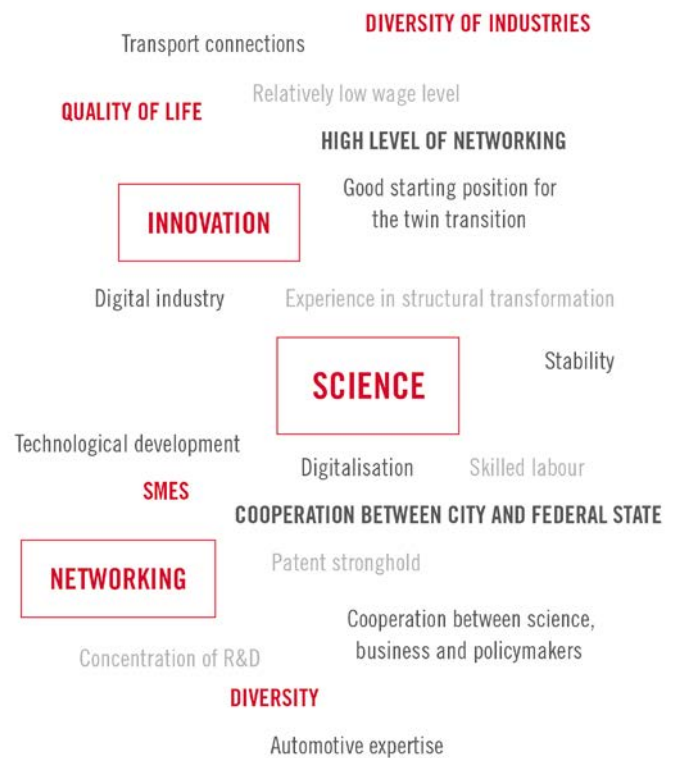 DIVERSITY OF INDUSTRIES
Transport connections
Relatively low wage level
QUALITY OF LIFE
HIGH LEVEL OF NETWORKING
Good starting position for
the twin transition
INNOVATION
Digital industry
Experience in structural transformation
Stability
SCIENCE
Technological development
Digitalisation
Skilled labour
SMES
COOPERATION BETWEEN CITY AND FEDERAL STATE
Patent stronghold
NETWORKING
Cooperation between science,
business and policymakers
Concentration of R&D
DIVERSITY
Automotive expertise